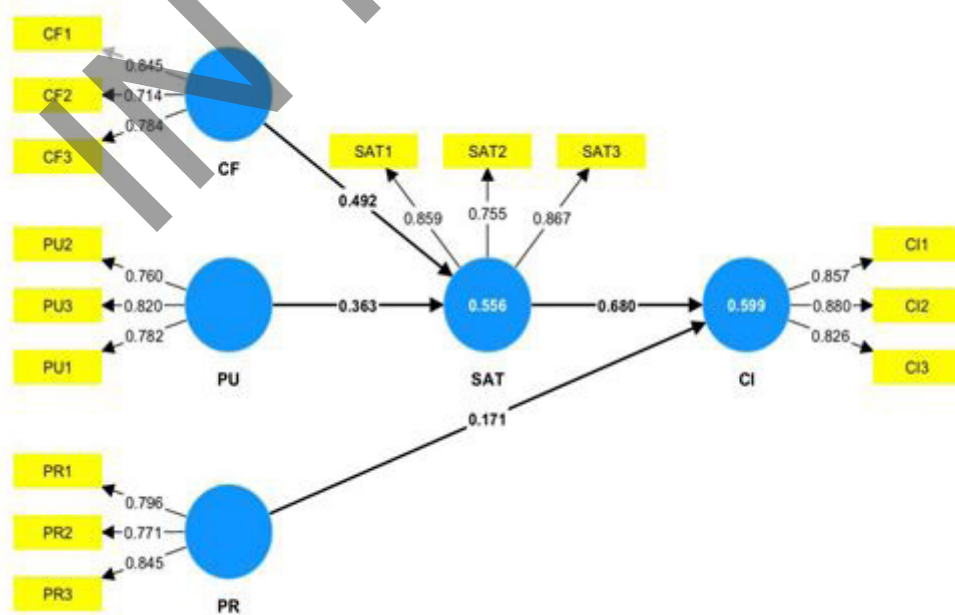 CF1
0.845
CF2
0.714
0.784
CF3
CF
SAT1
SAT2
SAT3
0.492
0.859
0.755
0.867
PU2
0.760
PU3
0.820
0.782
PU1
PU
0.363
0.556
SAT
0.680
0.599
CI
0.857
CI1
0.880
CI2
0.826
CI3
0.171
PR1
0.796
PR2
0.771
0.845
PR3
PR